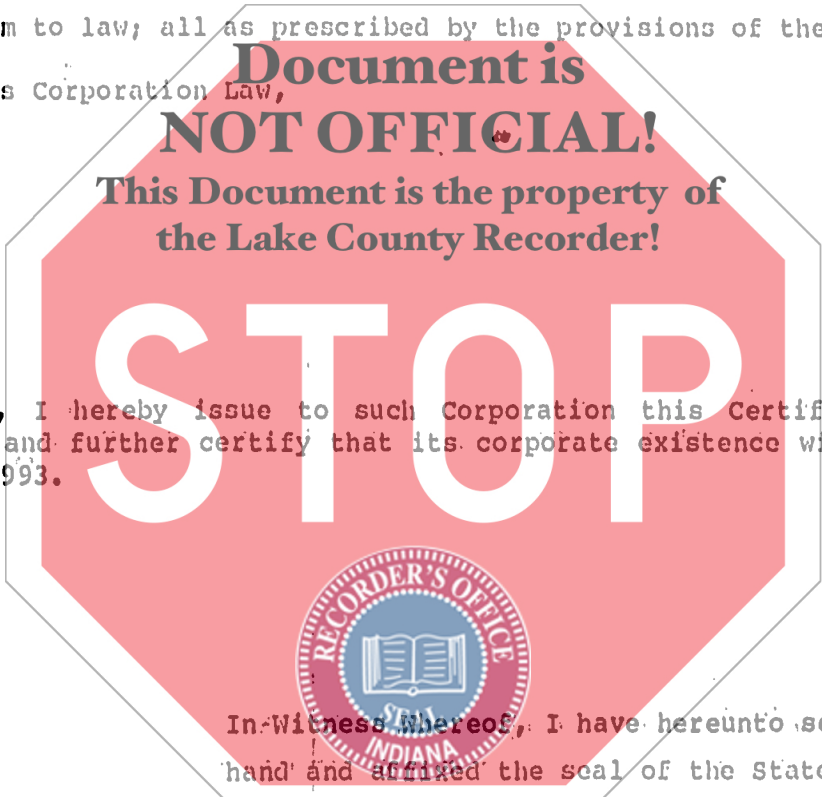 m to law; all as prescribed by the provisions of the
Document is
s Corporation Law,
NOT OFFICIAL!
This Document is the property of
the Lake County Recorder!
STOP
, I hereby issue to such Corporation this Certif
and further certify that its corporate existence wi
993.
RECORDER'S OFFICE
SEAL
INDIANA
In Witness Whereof, I have hereunto se
hand and affixed the seal of the State